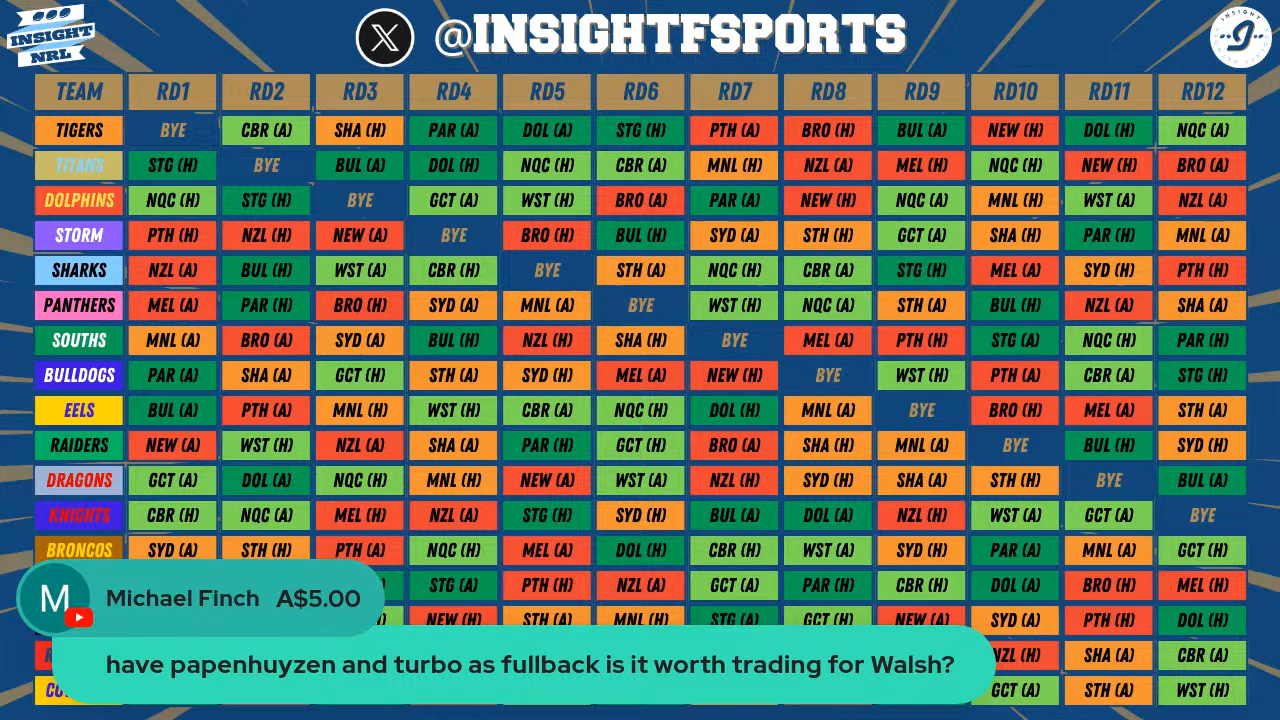 INSIGHT
NRL
@INSIGHTFSPORTS
INSIGHT
TEAM RD1 RD2 RD3 RD4 RD5 RD6 RD7 RD8 RD9 RD10 RD11 RD12
TIGERS BYE CBR (A) SHA (H) PAR (A) DOL (A) STG (H) PTH (A) BRO (H) BUL (A) NEW (H) DOL (H) NQC (A)
TITANS STG (H) BYE BUL (A) DOL (H) NQC (H) CBR (A) MNL (H) NZL (A) MEL (H) NQC (H) NEW (H) BRO (A)
DOLPHINS NQC (H) STG (H) BYE GCT (A) WST (H) BRO (A) PAR (A) NEW (H) NQC (A) MNL (H) WST (A) NZL (A)
STORM PTH (H) NZL (H) NEW (A) BYE BRO (H) BUL (H) SYD (A) STH (H) GCT (A) SHA (H) PAR (H) MNL (A)
SHARKS NZL (A) BUL (H) WST (A) CBR (H) BYE STH (A) NQC (H) CBR (A) STG (H) MEL (A) SYD (H) PTH (H)
PANTHERS MEL (A) PAR (H) BRO (H) SYD (A) MNL (A) BYE WST (H) NQC (A) STH (A) BUL (H) NZL (A) SHA (A)
SOUTHS MNL (A) BRO (A) SYD (A) BUL (H) NZL (H) SHA (H) BYE MEL (A) PTH (H) STG (A) NQC (H) PAR (H)
BULLDOGS PAR (A) SHA (A) GCT (H) STH (A) SYD (H) MEL (A) NEW (H) BYE WST (H) PTH (A) CBR (A) STG (H)
EELS BUL (A) PTH (A) MNL (H) WST (H) CBR (A) NQC (H) DOL (H) MNL (A) BYE BRO (H) MEL (A) STH (A)
RAIDERS NEW (A) WST (H) NZL (A) SHA (A) PAR (H) GCT (H) BRO (A) SHA (H) MNL (A) BYE BUL (H) SYD (H)
DRAGONS GCT (A) DOL (A) NQC (H) MNL (H) NEW (A) WST (A) NZL (H) SYD (H) SHA (A) STH (H) BYE BUL (A)
KNIGHTS CBR (H) NQC (A) MEL (H) NZL (A) STG (H) SYD (H) BUL (A) DOL (A) NZL (H) WST (A) GCT (A) BYE
BRONCOS SYD (A) STH (H) PTH (A) NQC (H) MEL (A) DOL (H) CBR (H) WST (A) SYD (H) PAR (A) MNL (A) GCT (H)
STG (A) PTH (H) NZL (A) GCT (A) PAR (H) CBR (H) DOL (A) BRO (H) MEL (H)
NEW (H) STH (A) MNL (H) STG (A) GCT (H) NEW (A) SYD (A) PTH (H) DOL (H)
NZL (H) SHA (A) CBR (A)
GCT (A) STH (A) WST (H)
M
Michael Finch A$5.00
have papenhuyzen and turbo as fullback is it worth trading for Walsh?